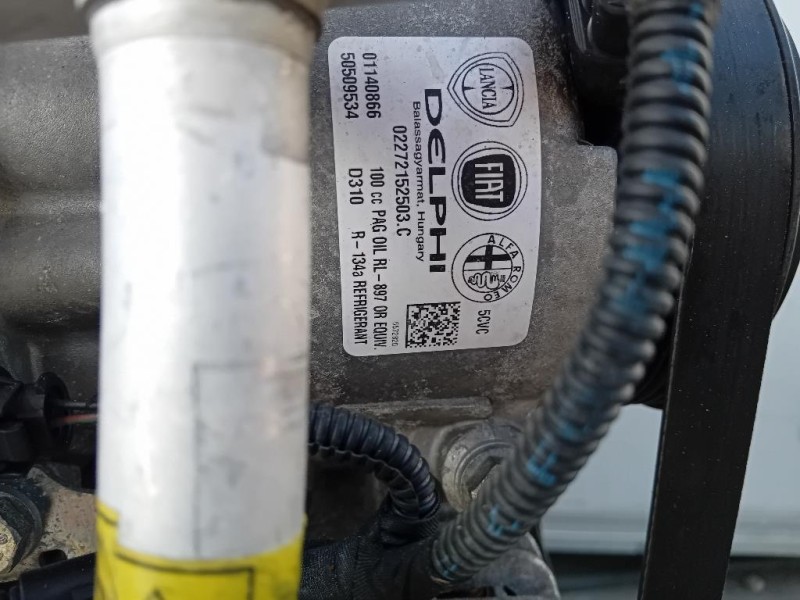 LANCIA
FIAT
ALFA ROMEO
DELPHI
Balassagyarmat, Hungary
02272152503.C
5CVC
01140866
50509534
100 cc PAG OIL RL-897 OR EQUIV.
D310 R-134a REFRIGERANT